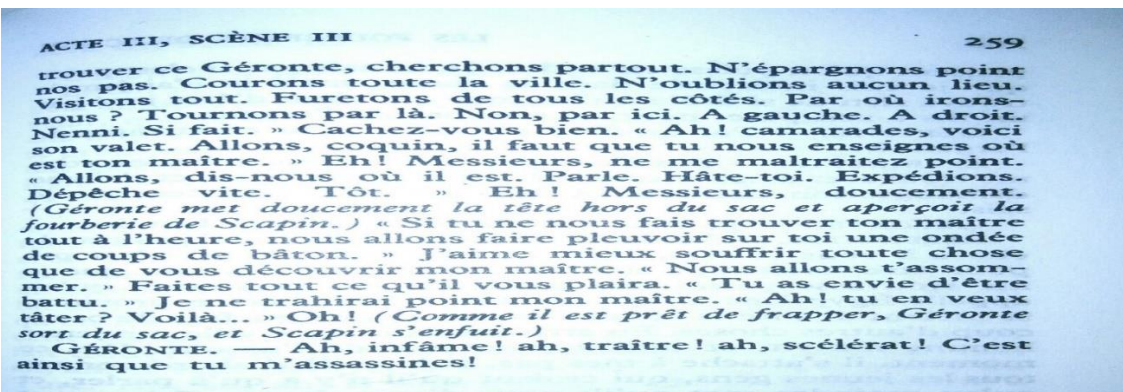 ACTE III, SCÈNE III 259
trouver ce Géronte, cherchons partout. N'épargnons point
nos pas. Courons toute la ville. N'oublions aucun lieu.
Visitons tout. Furetons de tous les côtés. Par où irons-
nous ? Tournons par là. Non, par ici. A gauche. A droit.
Nenni. Si fait. » Cachez-vous bien. « Ah! camarades, voici
son valet. Allons, coquin, il faut que tu nous enseignes où
est ton maître. » Eh! Messieurs, ne me maltraitez point.
« Allons, dis-nous où il est. Parle. Hâte-toi. Expédions.
Dépêche vite. Tôt. » Eh ! Messieurs, doucement.
(Géronte met doucement la tête hors du sac et aperçoit la
fourberie de Scapin.) « Si tu ne nous fais trouver ton maître
tout à l'heure, nous allons faire pleuvoir sur toi une ondée
de coups de bâton. » J'aime mieux souffrir toute chose
que de vous découvrir mon maître. « Nous allons t'assom-
mer. » Faites tout ce qu'il vous plaira. « Tu as envie d'être
battu. » Je ne trahirai point mon maître. « Ah! tu en veux
tâter ? Voilà... » Oh! (Comme il est prêt de frapper, Géronte
sort du sac, et Scapin s'enfuit.)
GÉRONTE. — Ah, infâme! ah, traître! ah, scélérat! C'est
ainsi que tu m'assassines!